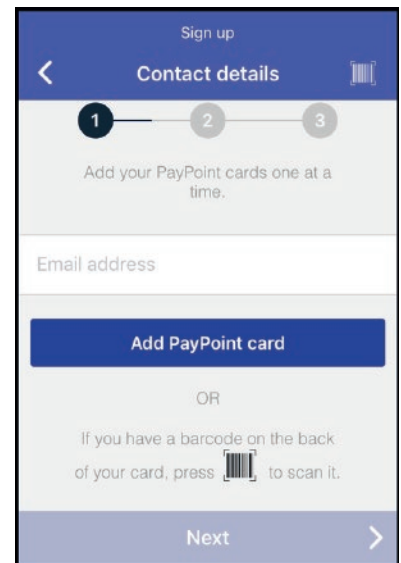 Sign up
Contact details
1 2 3
Add your PayPoint cards one at a
time.
Email address
Add PayPoint card
OR
If you have a barcode on the back
of your card, press to scan it.
Next